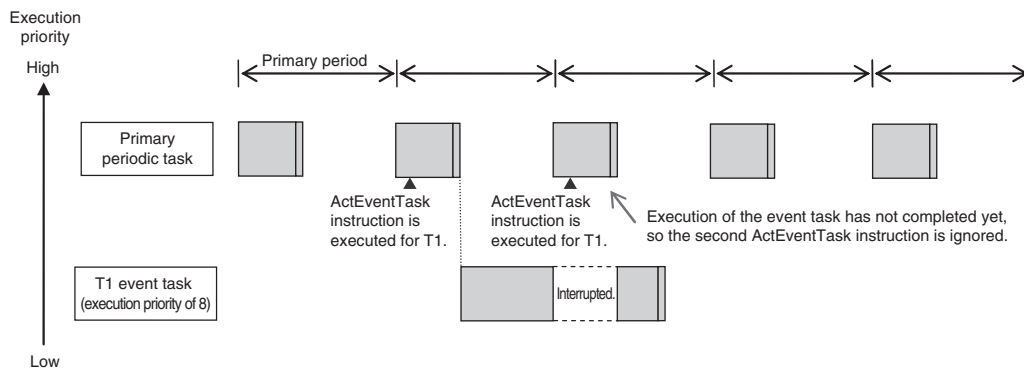 Execution
priority
High
Primary period
Primary
periodic task
ActEventTask
instruction is
executed for T1.
ActEventTask
instruction is
executed for T1.
Execution of the event task has not completed yet,
so the second ActEventTask instruction is ignored.
T1 event task
(execution priority of 8)
Interrupted.
Low